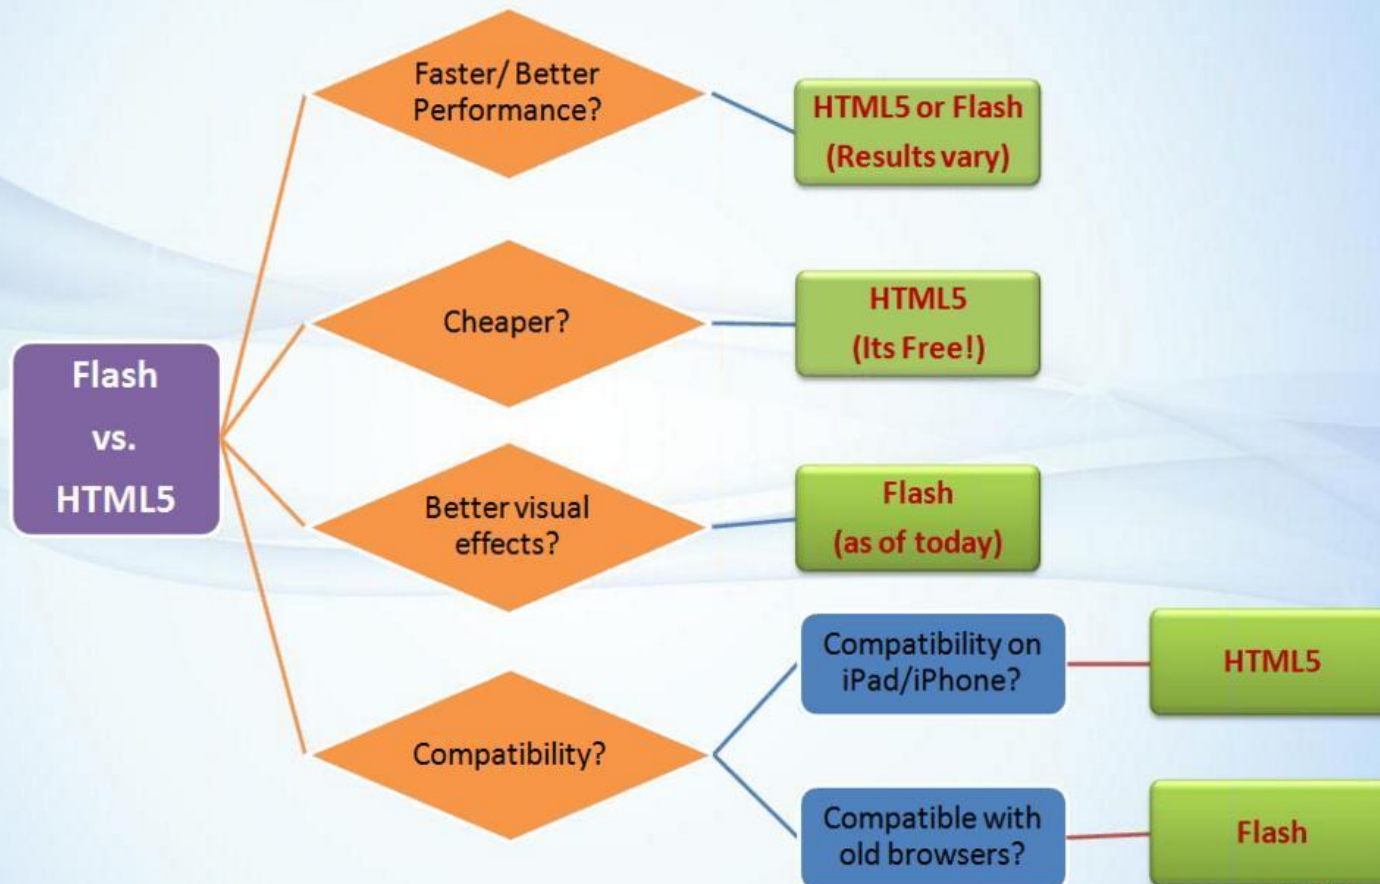 Flash
vs.
HTML5
Faster/ Better
Performance?
HTML5 or Flash
(Results vary)
Cheaper?
HTML5
(Its Free!)
Better visual
effects?
Flash
(as of today)
Compatibility?
Compatibility on
iPad/iPhone?
HTML5
Compatible with
old browsers?
Flash